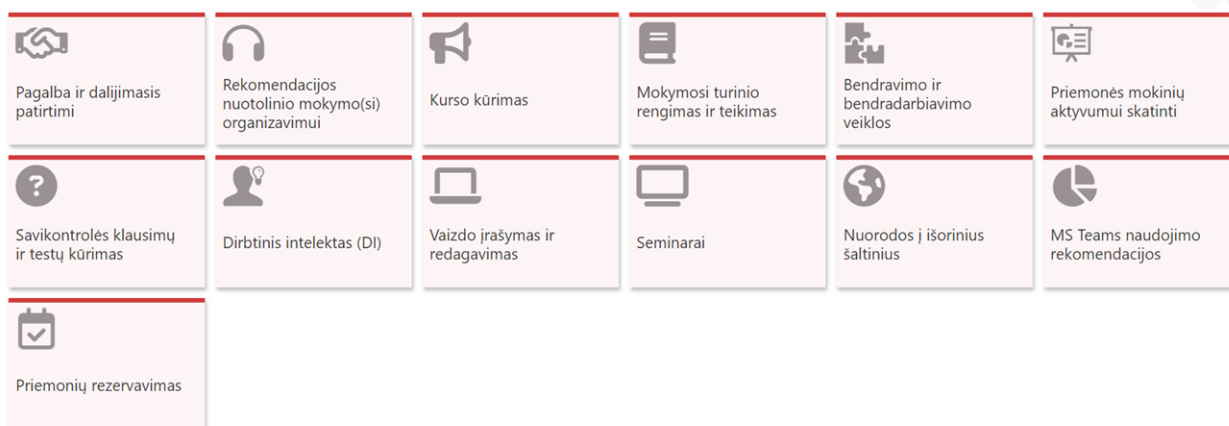 Pagalba ir dalijimasis
patirtimi
Rekomendacijos
nuotolinio mokymo(si)
organizavimui
Kurso kūrimas
Mokymosi turinio
rengimas ir teikimas
Bendravimo ir
bendradarbiavimo
veiklos
Priemonės mokinių
aktyvumui skatinti
Savikontrolės klausimų
ir testų kūrimas
Dirbtinis intelektas (DI)
Vaizdo įrašymas ir
redagavimas
Seminarai
Nuorodos į išorinius
šaltinius
MS Teams naudojimo
rekomendacijos
Priemonių rezervavimas